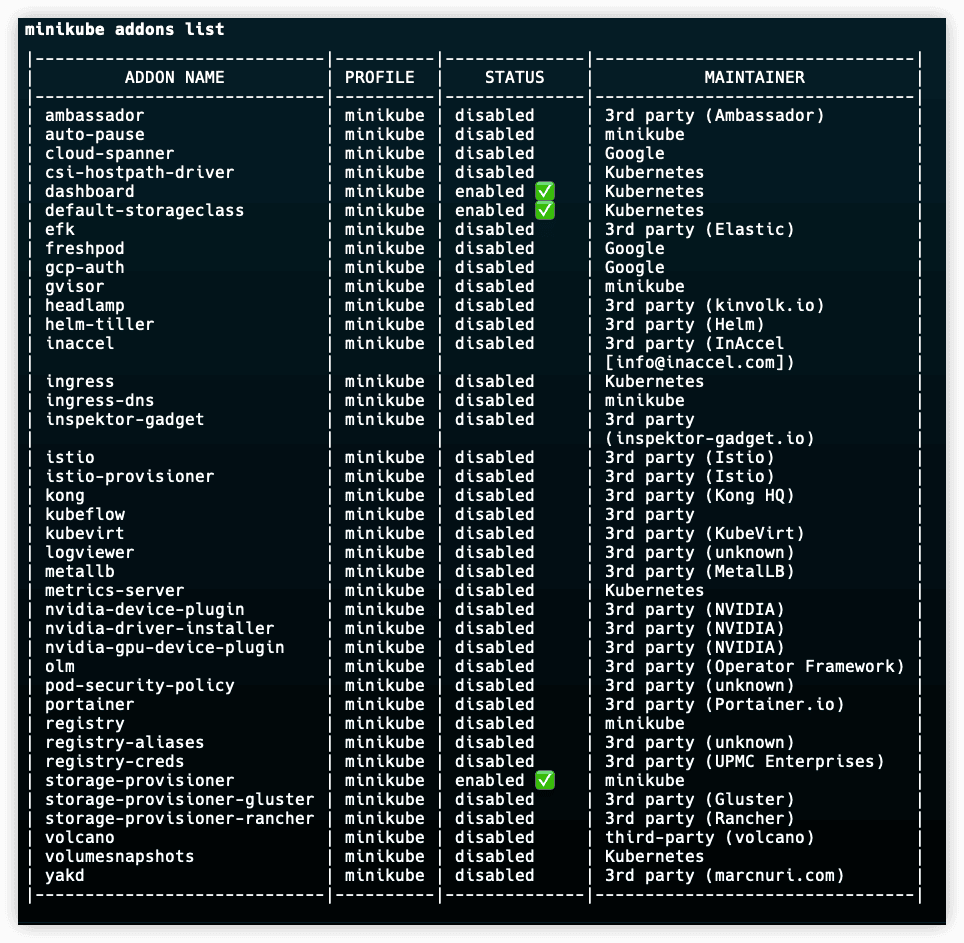 minikube addons list
|-----------------------------|----------|--------------|--------------------------------|
|         ADDON NAME          | PROFILE  |    STATUS    |           MAINTAINER           |
|-----------------------------|----------|--------------|--------------------------------|
| ambassador                  | minikube | disabled     | 3rd party (Ambassador)         |
| auto-pause                  | minikube | disabled     | minikube                       |
| cloud-spanner               | minikube | disabled     | Google                         |
| csi-hostpath-driver         | minikube | disabled     | Kubernetes                     |
| dashboard                   | minikube | enabled ✅   | Kubernetes                     |
| default-storageclass        | minikube | enabled ✅   | Kubernetes                     |
| efk                         | minikube | disabled     | 3rd party (Elastic)            |
| freshpod                    | minikube | disabled     | Google                         |
| gcp-auth                    | minikube | disabled     | Google                         |
| gvisor                      | minikube | disabled     | minikube                       |
| headlamp                    | minikube | disabled     | 3rd party (kinvolk.io)         |
| helm-tiller                 | minikube | disabled     | 3rd party (Helm)               |
| inaccel                     | minikube | disabled     | 3rd party (InAccel             |
|                             |          |              | [info@inaccel.com])            |
| ingress                     | minikube | disabled     | Kubernetes                     |
| ingress-dns                 | minikube | disabled     | minikube                       |
| inspektor-gadget            | minikube | disabled     | 3rd party                      |
|                             |          |              | (inspektor-gadget.io)          |
| istio                       | minikube | disabled     | 3rd party (Istio)              |
| istio-provisioner           | minikube | disabled     | 3rd party (Istio)              |
| kong                        | minikube | disabled     | 3rd party (Kong HQ)            |
| kubeflow                    | minikube | disabled     | 3rd party                      |
| kubevirt                    | minikube | disabled     | 3rd party (KubeVirt)           |
| logviewer                   | minikube | disabled     | 3rd party (unknown)            |
| metallb                     | minikube | disabled     | 3rd party (MetalLB)            |
| metrics-server              | minikube | disabled     | Kubernetes                     |
| nvidia-device-plugin        | minikube | disabled     | 3rd party (NVIDIA)             |
| nvidia-driver-installer     | minikube | disabled     | 3rd party (NVIDIA)             |
| nvidia-gpu-device-plugin    | minikube | disabled     | 3rd party (NVIDIA)             |
| olm                         | minikube | disabled     | 3rd party (Operator Framework) |
| pod-security-policy         | minikube | disabled     | 3rd party (unknown)            |
| portainer                   | minikube | disabled     | 3rd party (Portainer.io)       |
| registry                    | minikube | disabled     | minikube                       |
| registry-aliases            | minikube | disabled     | 3rd party (unknown)            |
| registry-creds              | minikube | disabled     | 3rd party (UPMC Enterprises)   |
| storage-provisioner         | minikube | enabled ✅   | minikube                       |
| storage-provisioner-gluster | minikube | disabled     | 3rd party (Gluster)            |
| storage-provisioner-rancher | minikube | disabled     | 3rd party (Rancher)            |
| volcano                     | minikube | disabled     | third-party (volcano)          |
| volumesnapshots             | minikube | disabled     | Kubernetes                     |
| yakd                        | minikube | disabled     | 3rd party (marcnuri.com)       |
|-----------------------------|----------|--------------|--------------------------------|